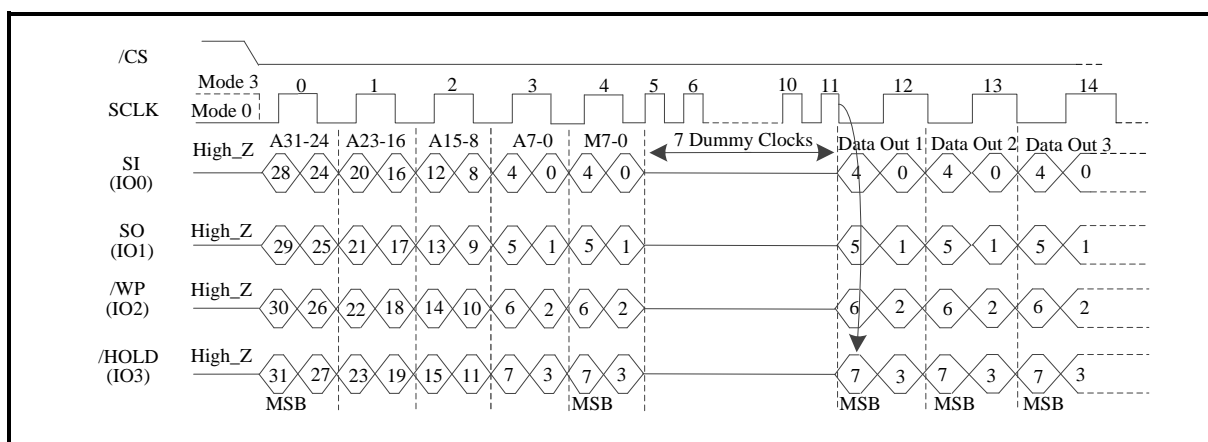 /CS
Mode 3 0 1 2 3 4 5 6 10 11 12 13 14
SCLK Mode 0
A31-24 A23-16 A15-8 A7-0 M7-0 7 Dummy Clocks Data Out 1 Data Out 2 Data Out 3
SI High_Z
(IO0) 28 24 20 16 12 8 4 0 4 0 4 0 4 0 4 0
SO High_Z
(IO1) 29 25 21 17 13 9 5 1 5 1 5 1 5 1 5 1
/WP High_Z
(IO2) 30 26 22 18 14 10 6 2 6 2 6 2 6 2 6 2
/HOLD High_Z
(IO3) 31 27 23 19 15 11 7 3 7 3 7 3 7 3 7 3
MSB MSB MSB MSB MSB